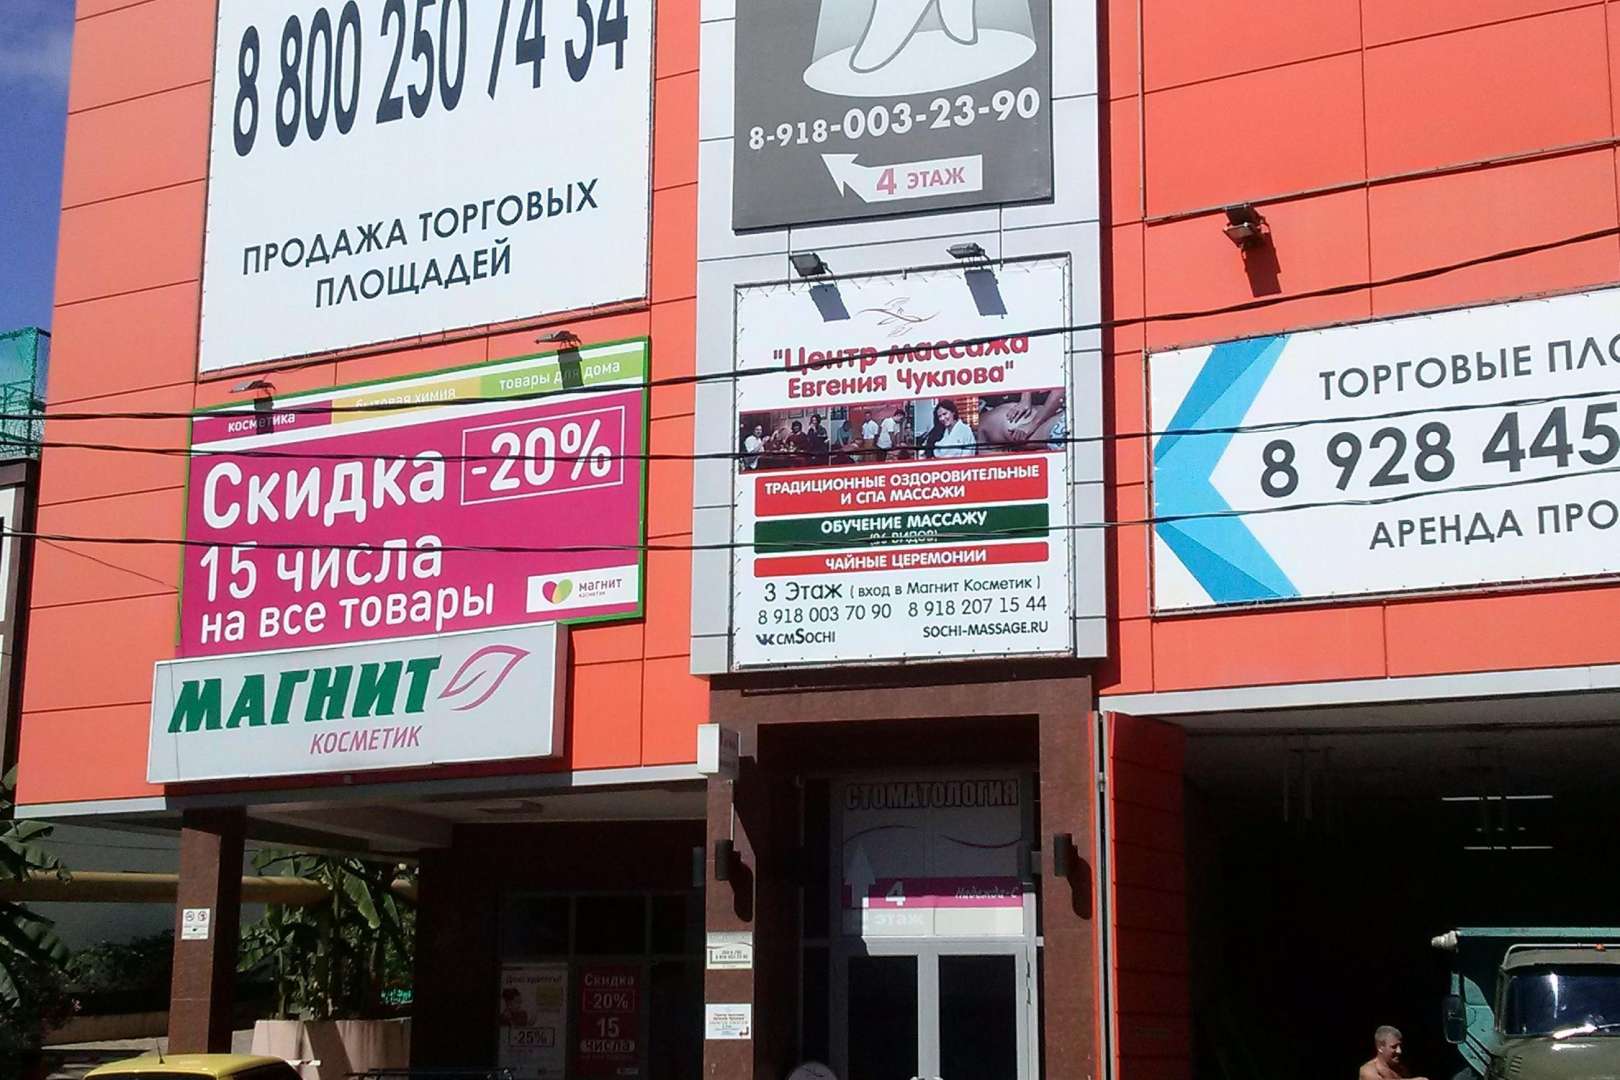 8 800 250 74 34
ПРОДАЖА ТОРГОВЫХ
ПЛОЩАДЕЙ
8-918-003-23-90
4 ЭТАЖ
косметика
бытовая химия
товары для дома
Скидка -20%
15 числа
на все товары
магнит
косметик
МАГНИТ
КОСМЕТИК
"Центр массажа
Евгения Чуклова"
ТРАДИЦИОННЫЕ ОЗДОРОВИТЕЛЬНЫЕ
И СПА МАССАЖИ
ОБУЧЕНИЕ МАССАЖУ
(26 ВИДОВ)
ЧАЙНЫЕ ЦЕРЕМОНИИ
3 Этаж ( вход в Магнит Косметик )
8 918 003 70 90 8 918 207 15 44
CMSOCHI SOCHI-MASSAGE.RU
ТОРГОВЫЕ
8 928 445
АРЕНДА
СТОМАТОЛОГИЯ
4
этаж
Надежда-С
-25%
Скидка
-20%
15
числа